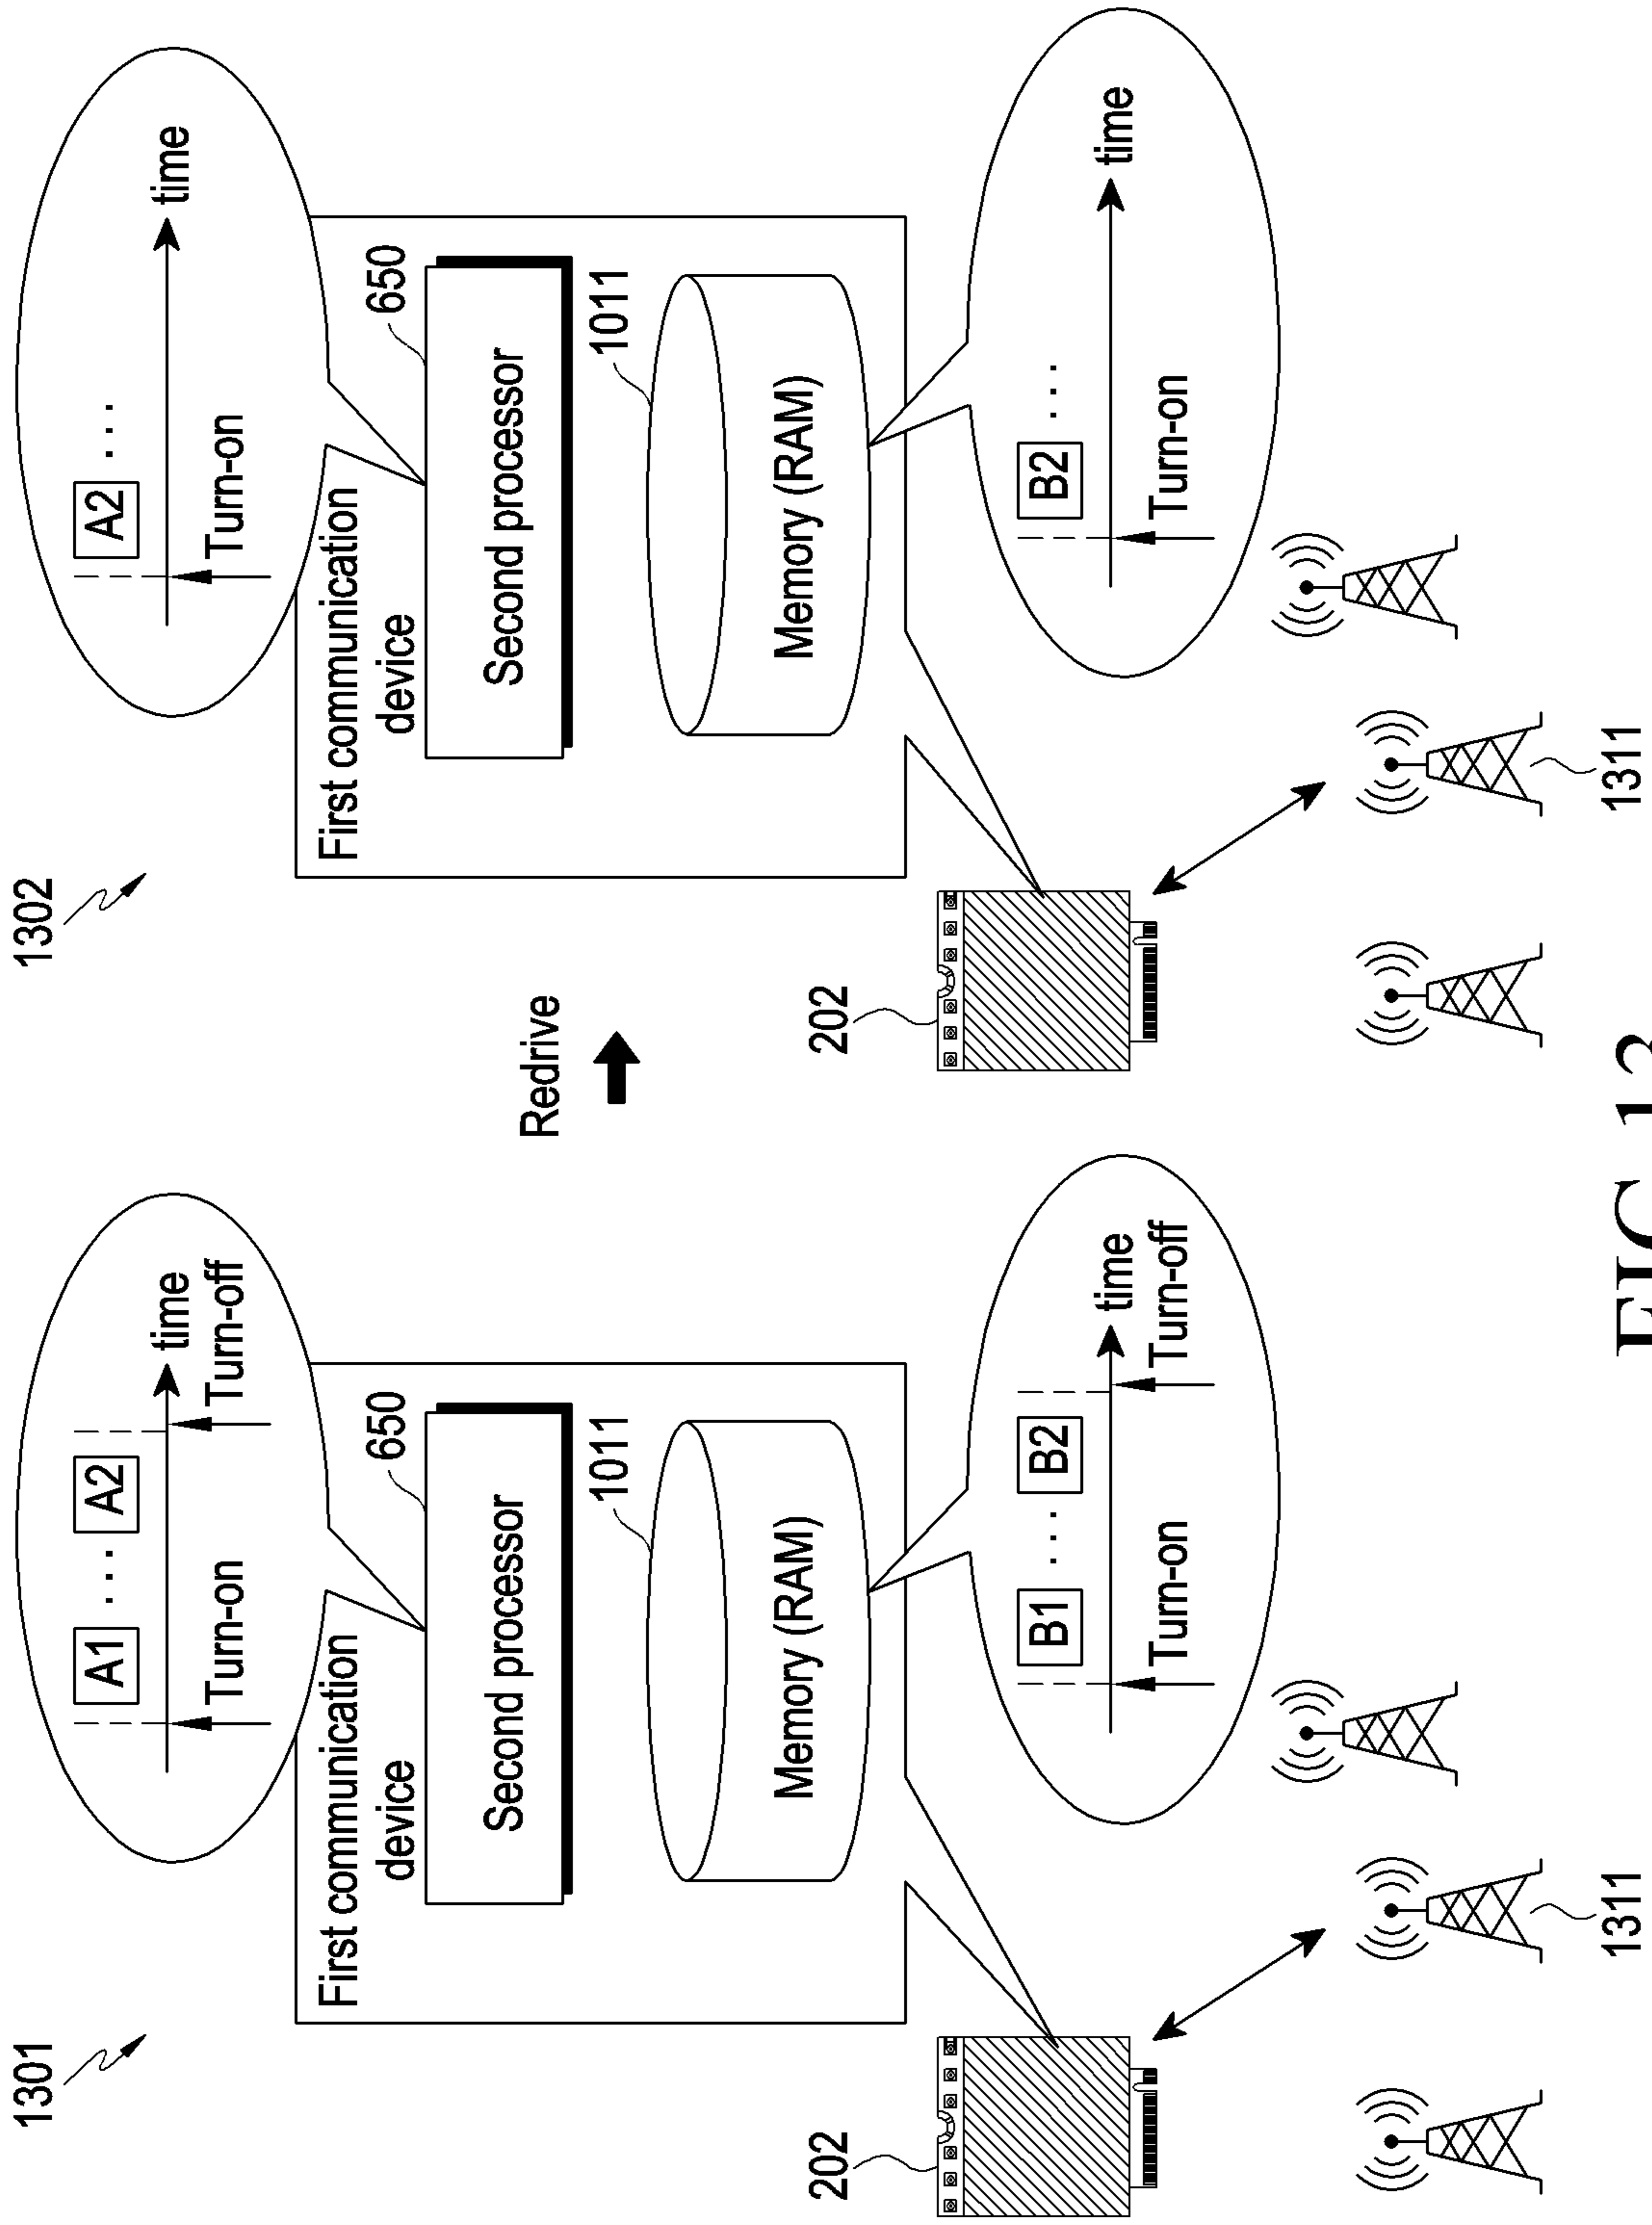 1301
A1 · · · A2
time
Turn-on
Turn-off
First communication
device
650
Second processor
1011
Memory (RAM)
B1 · · · B2
time
Turn-on
Turn-off
202
1311
Redrive
1302
A2 · · ·
time
Turn-on
First communication
device
650
Second processor
1011
Memory (RAM)
B2 · · ·
time
Turn-on
202
1311